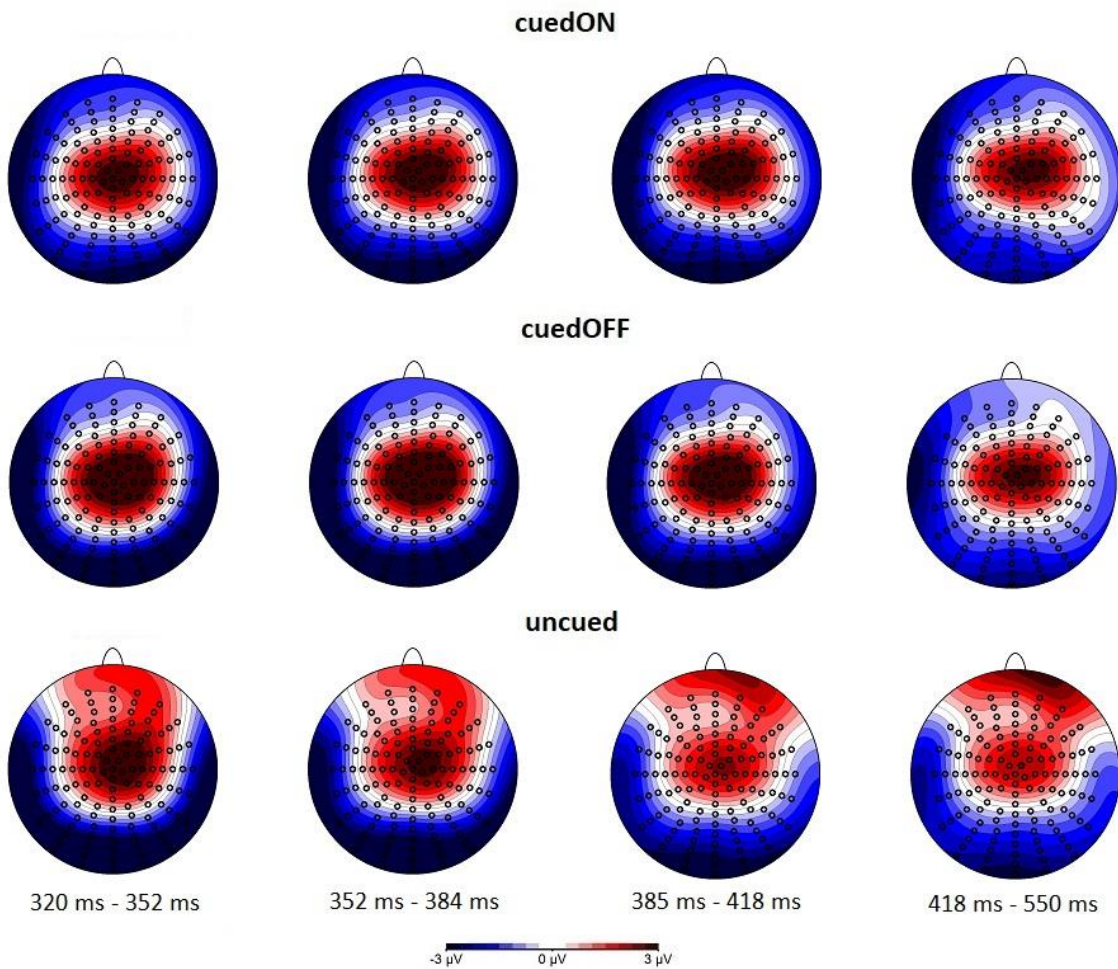 cuedON
cuedOFF
uncued
320 ms - 352 ms
352 ms - 384 ms
385 ms - 418 ms
418 ms - 550 ms
-3 µV
0 µV
3 µV